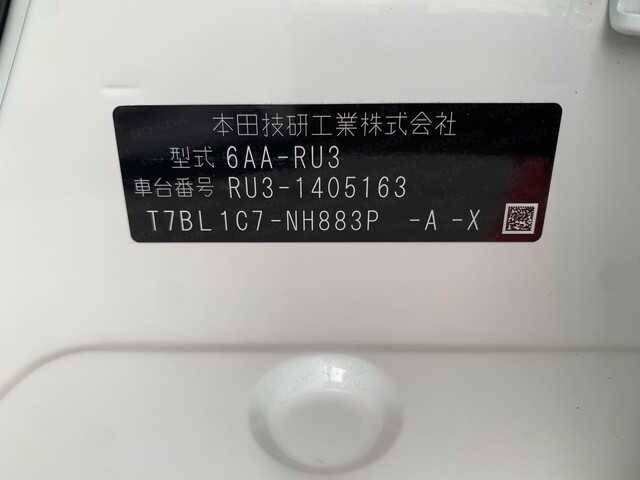 本田技研工業株式会社
型式 6AA-RU3
車台番号 RU3-1405163
T7BL1C7-NH883P -A -X